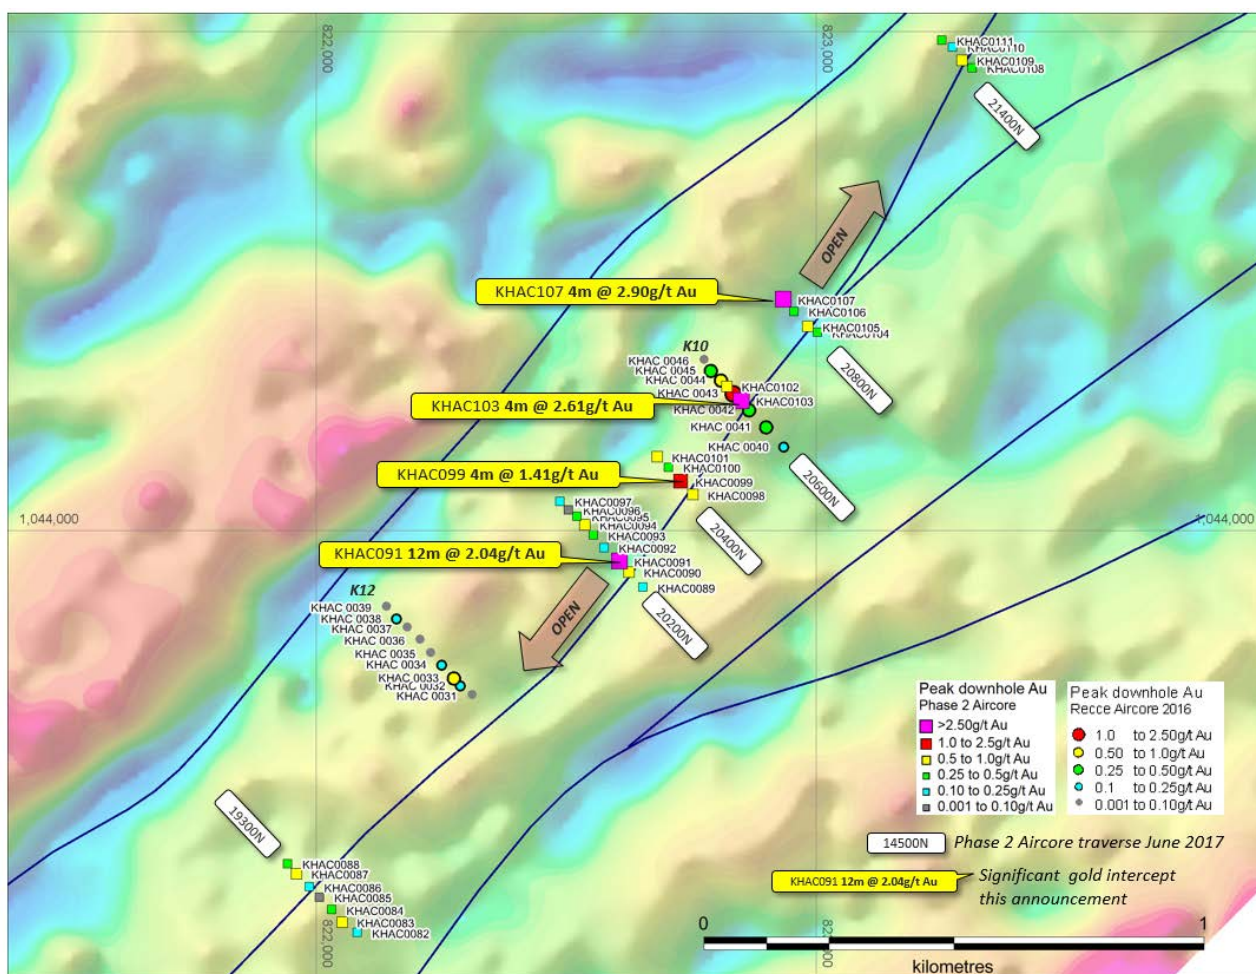 822,000
823,000
KHAC0111
KHAC0110
KHAC0109
KHAC0108
21400N
OPEN
KHAC107 4m @ 2.90g/t Au
KHAC0107
KHAC0106
KHAC0105
KHAC0104
20800N
K10
KHAC 0046
KHAC 0045
KHAC 0044
KHAC 0043
KHAC0102
KHAC103 4m @ 2.61g/t Au
KHAC0103
KHAC 0042
KHAC 0041
KHAC 0040
20600N
KHAC0101
KHAC0100
KHAC099 4m @ 1.41g/t Au
KHAC0099
KHAC0098
20400N
1,044,000
1,044,000
KHAC0097
KHAC0096
KHAC0095
KHAC0094
KHAC0093
KHAC0092
KHAC091 12m @ 2.04g/t Au
KHAC0091
KHAC0090
KHAC0089
20200N
OPEN
K12
KHAC 0039
KHAC 0038
KHAC 0037
KHAC 0036
KHAC 0035
KHAC 0034
KHAC 0033
KHAC 0032
KHAC 0031
19300N
KHAC0088
KHAC0087
KHAC0086
KHAC0085
KHAC0084
KHAC0083
KHAC0082
822,000
Peak downhole Au
Phase 2 Aircore
>2.50g/t Au
1.0 to 2.5g/t Au
0.5 to 1.0g/t Au
0.25 to 0.5g/t Au
0.10 to 0.25g/t Au
0.001 to 0.10g/t Au
Peak downhole Au
Recce Aircore 2016
1.0 to 2.50g/t Au
0.50 to 1.0g/t Au
0.25 to 0.50g/t Au
0.1 to 0.25g/t Au
0.001 to 0.10g/t Au
14500N Phase 2 Aircore traverse June 2017
KHAC091 12m @ 2.04g/t Au Significant gold intercept
this announcement
0 1
kilometres